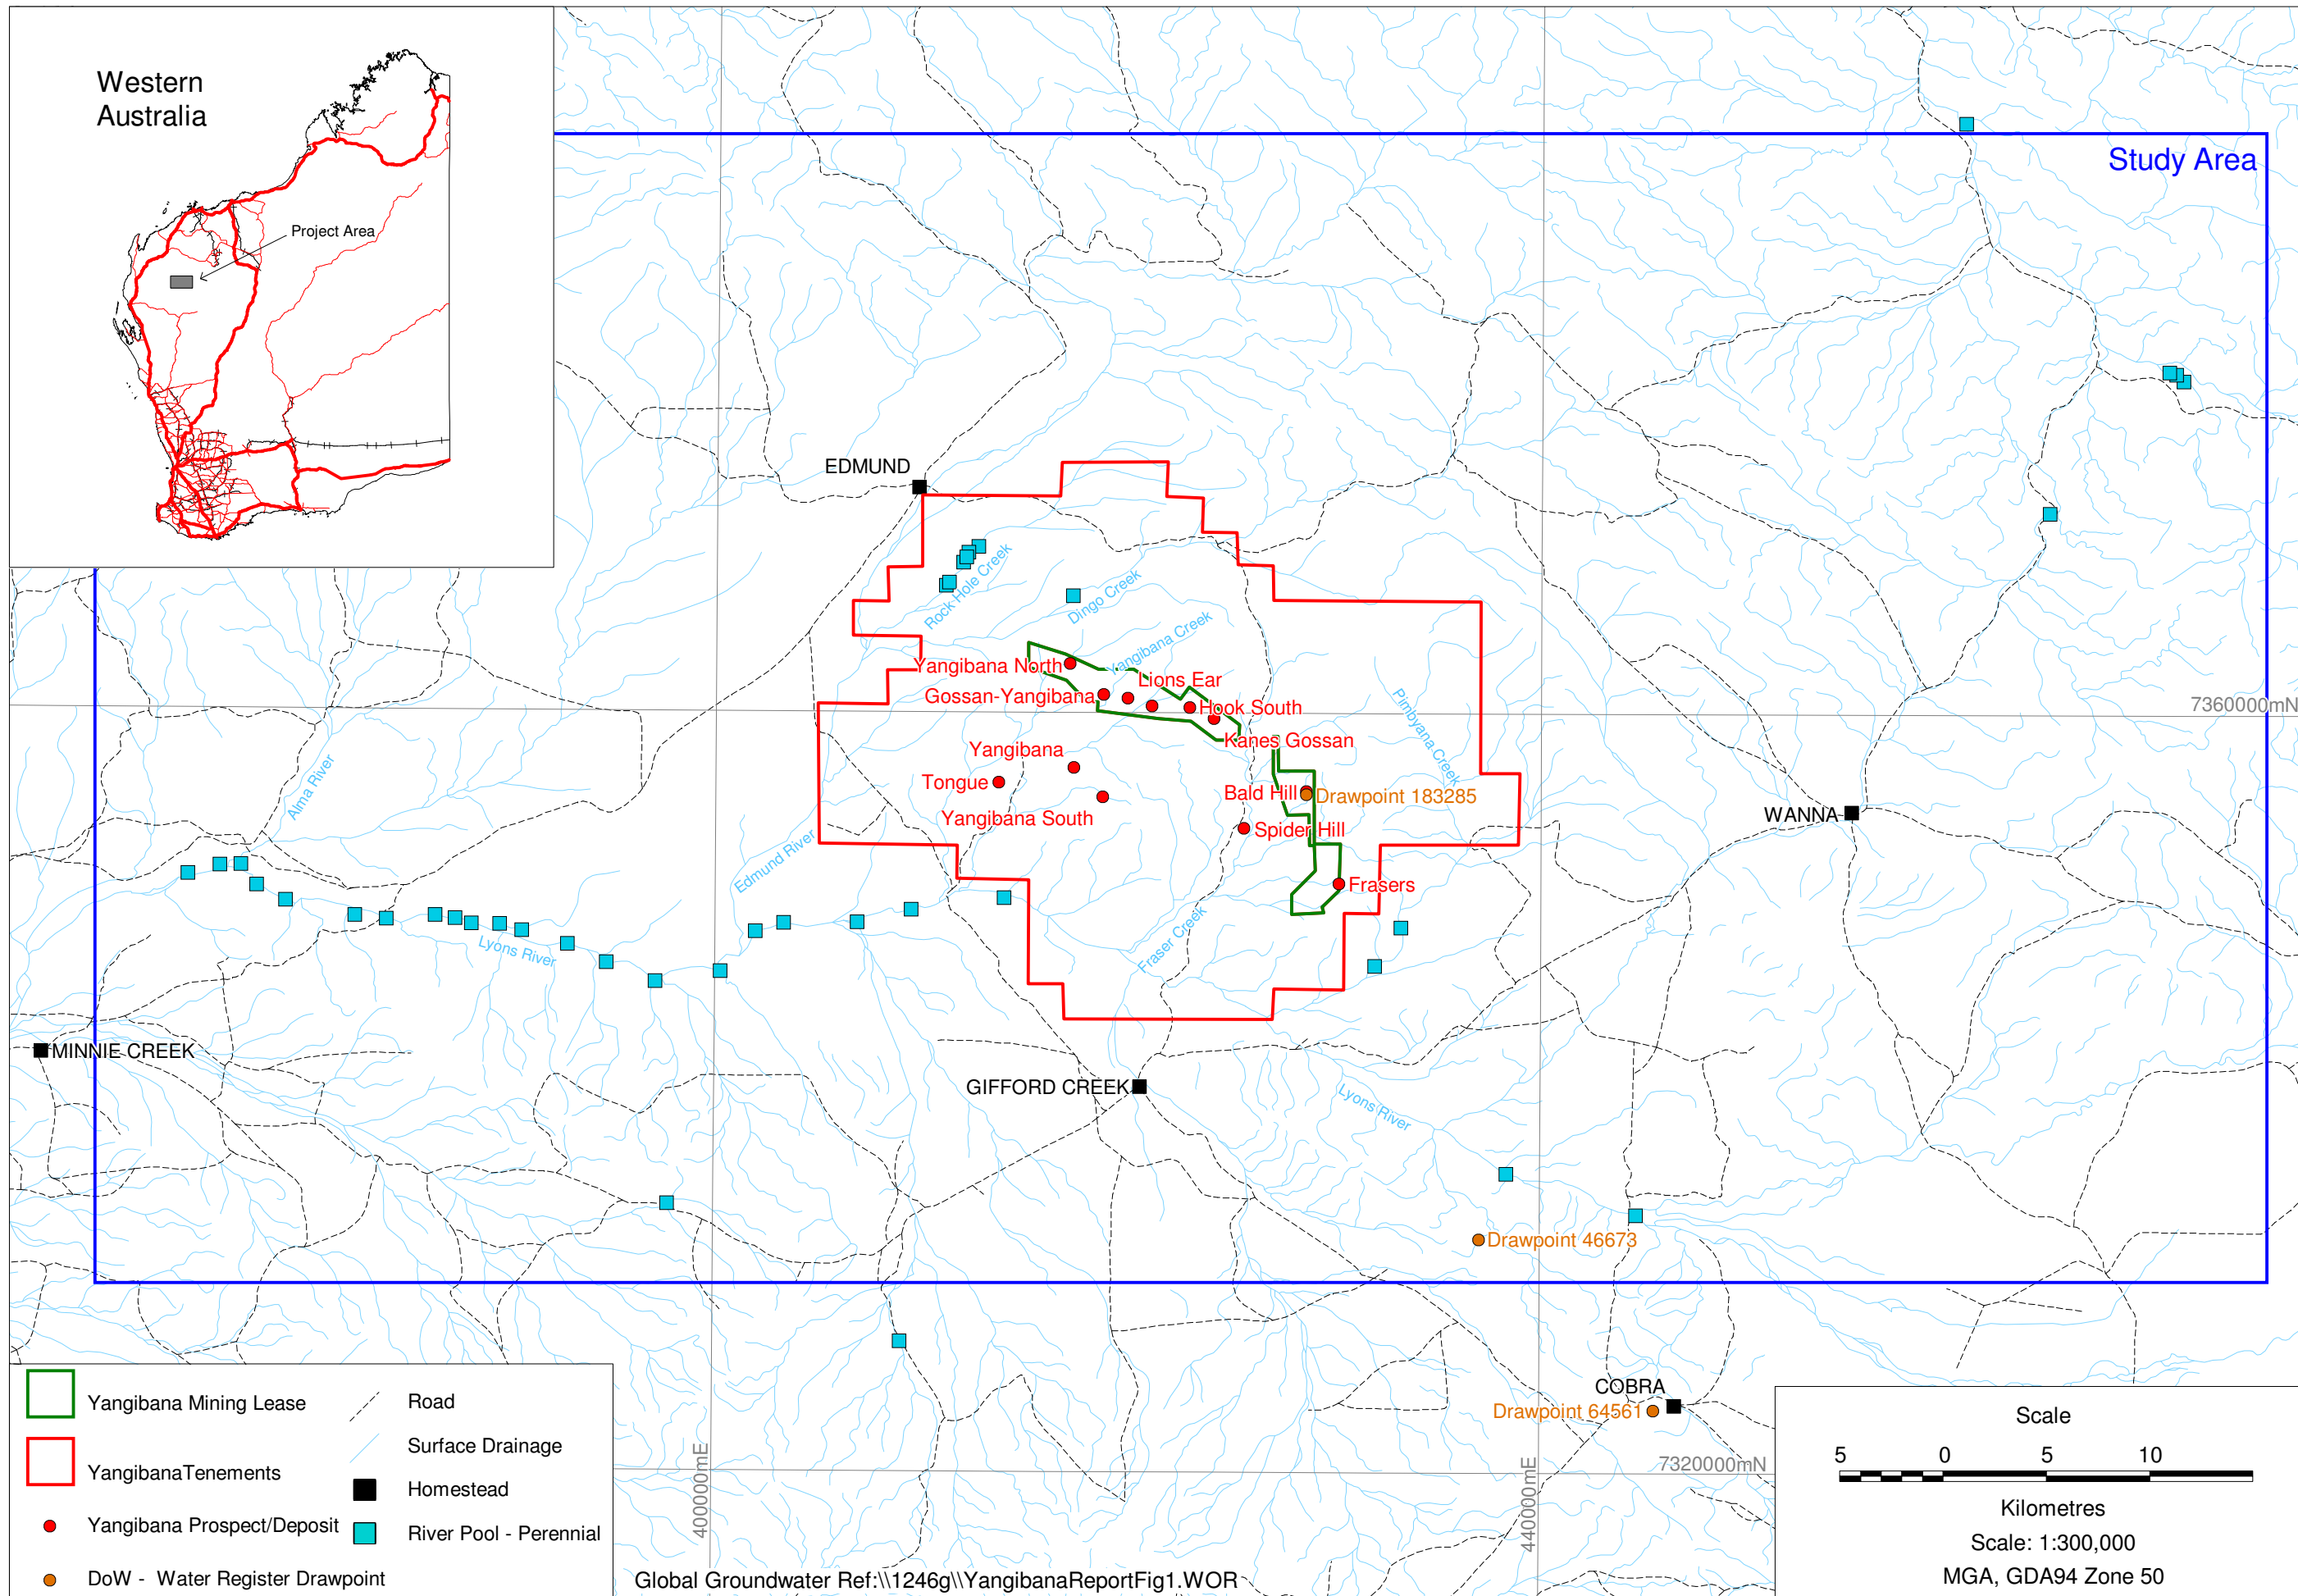 Western
Australia
Project Area
Study Area
EDMUND
Rock Hole Creek
Dingo Creek
Yangibana Creek
Yangibana North
Lions Ear
Gossan-Yangibana
Hook South
Pimbyana Creek
7360000mN
Kanes Gossan
Yangibana
Tongue
Bald Hill
Drawpoint 183285
Alma River
Yangibana South
Spider Hill
WANNA
Edmund River
Frasers
Lyons River
Fraser Creek
MINNIE CREEK
GIFFORD CREEK
Lyons River
Drawpoint 46673
COBRA
Drawpoint 64561
400000mE
440000mE
7320000mN
Yangibana Mining Lease
YangibanaTenements
Yangibana Prospect/Deposit
DoW - Water Register Drawpoint
Road
Surface Drainage
Homestead
River Pool - Perennial
Global Groundwater Ref:\\1246g\\YangibanaReportFig1.WOR
Scale
5 0 5 10
Kilometres
Scale: 1:300,000
MGA, GDA94 Zone 50